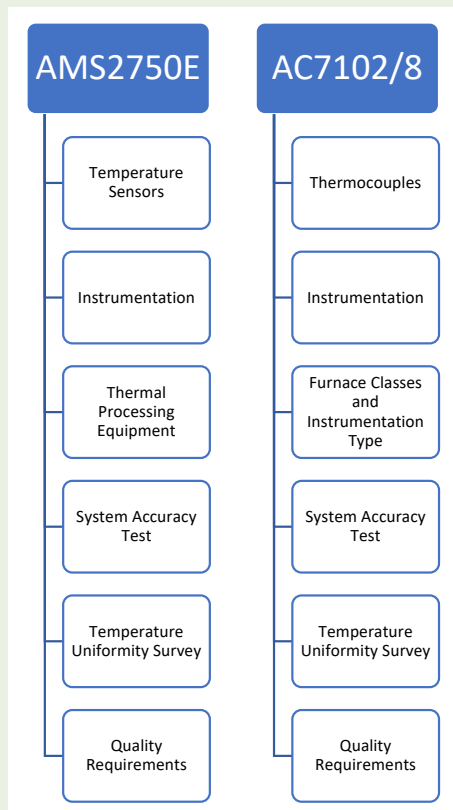 AMS2750E
Temperature
Sensors
Instrumentation
Thermal
Processing
Equipment
System Accuracy
Test
Temperature
Uniformity Survey
Quality
Requirements
AC7102/8
Thermocouples
Instrumentation
Furnace Classes
and
Instrumentation
Type
System Accuracy
Test
Temperature
Uniformity Survey
Quality
Requirements